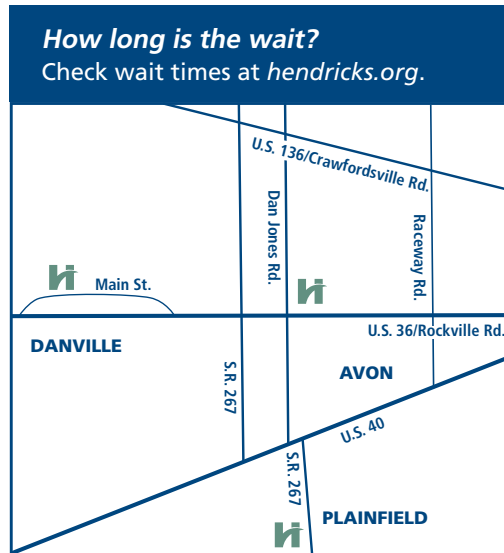 How long is the wait?
Check wait times at hendricks.org.
U.S. 136/Crawfordsville Rd.
Dan Jones Rd.
Raceway Rd.
Main St.
U.S. 36/Rockville Rd.
DANVILLE
S.R. 267
AVON
U.S. 40
S.R. 267
PLAINFIELD